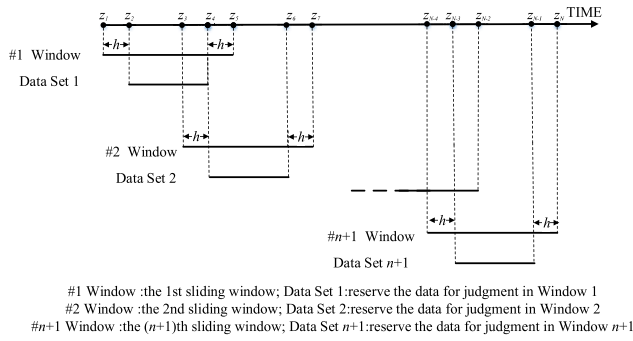 z1 z2 z3 z4 z5 z6 z7 zN-4 zN-3 zN-2 zN-1 zN TIME
h h
#1 Window
Data Set 1
h h
#2 Window
Data Set 2
h h
#n+1 Window
Data Set n+1
#1 Window :the 1st sliding window; Data Set 1:reserve the data for judgment in Window 1
#2 Window :the 2nd sliding window; Data Set 2:reserve the data for judgment in Window 2
#n+1 Window :the (n+1)th sliding window; Data Set n+1:reserve the data for judgment in Window n+1